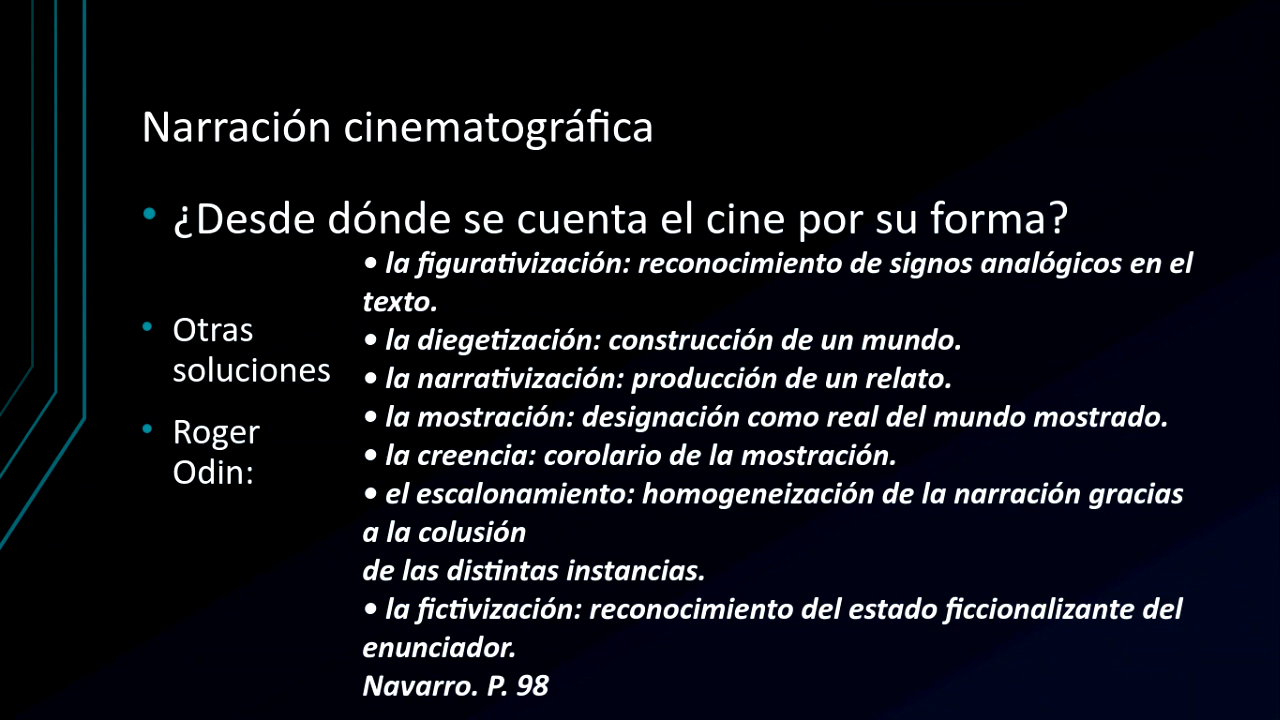 Narración cinematográfica
• ¿Desde dónde se cuenta el cine por su forma?
• Otras
soluciones
• Roger
Odin:
• la figurativización: reconocimiento de signos analógicos en el
texto.
• la diegetización: construcción de un mundo.
• la narrativización: producción de un relato.
• la mostración: designación como real del mundo mostrado.
• la creencia: corolario de la mostración.
• el escalonamiento: homogeneización de la narración gracias
a la colusión
de las distintas instancias.
• la fictivización: reconocimiento del estado ficcionalizante del
enunciador.
Navarro. P. 98